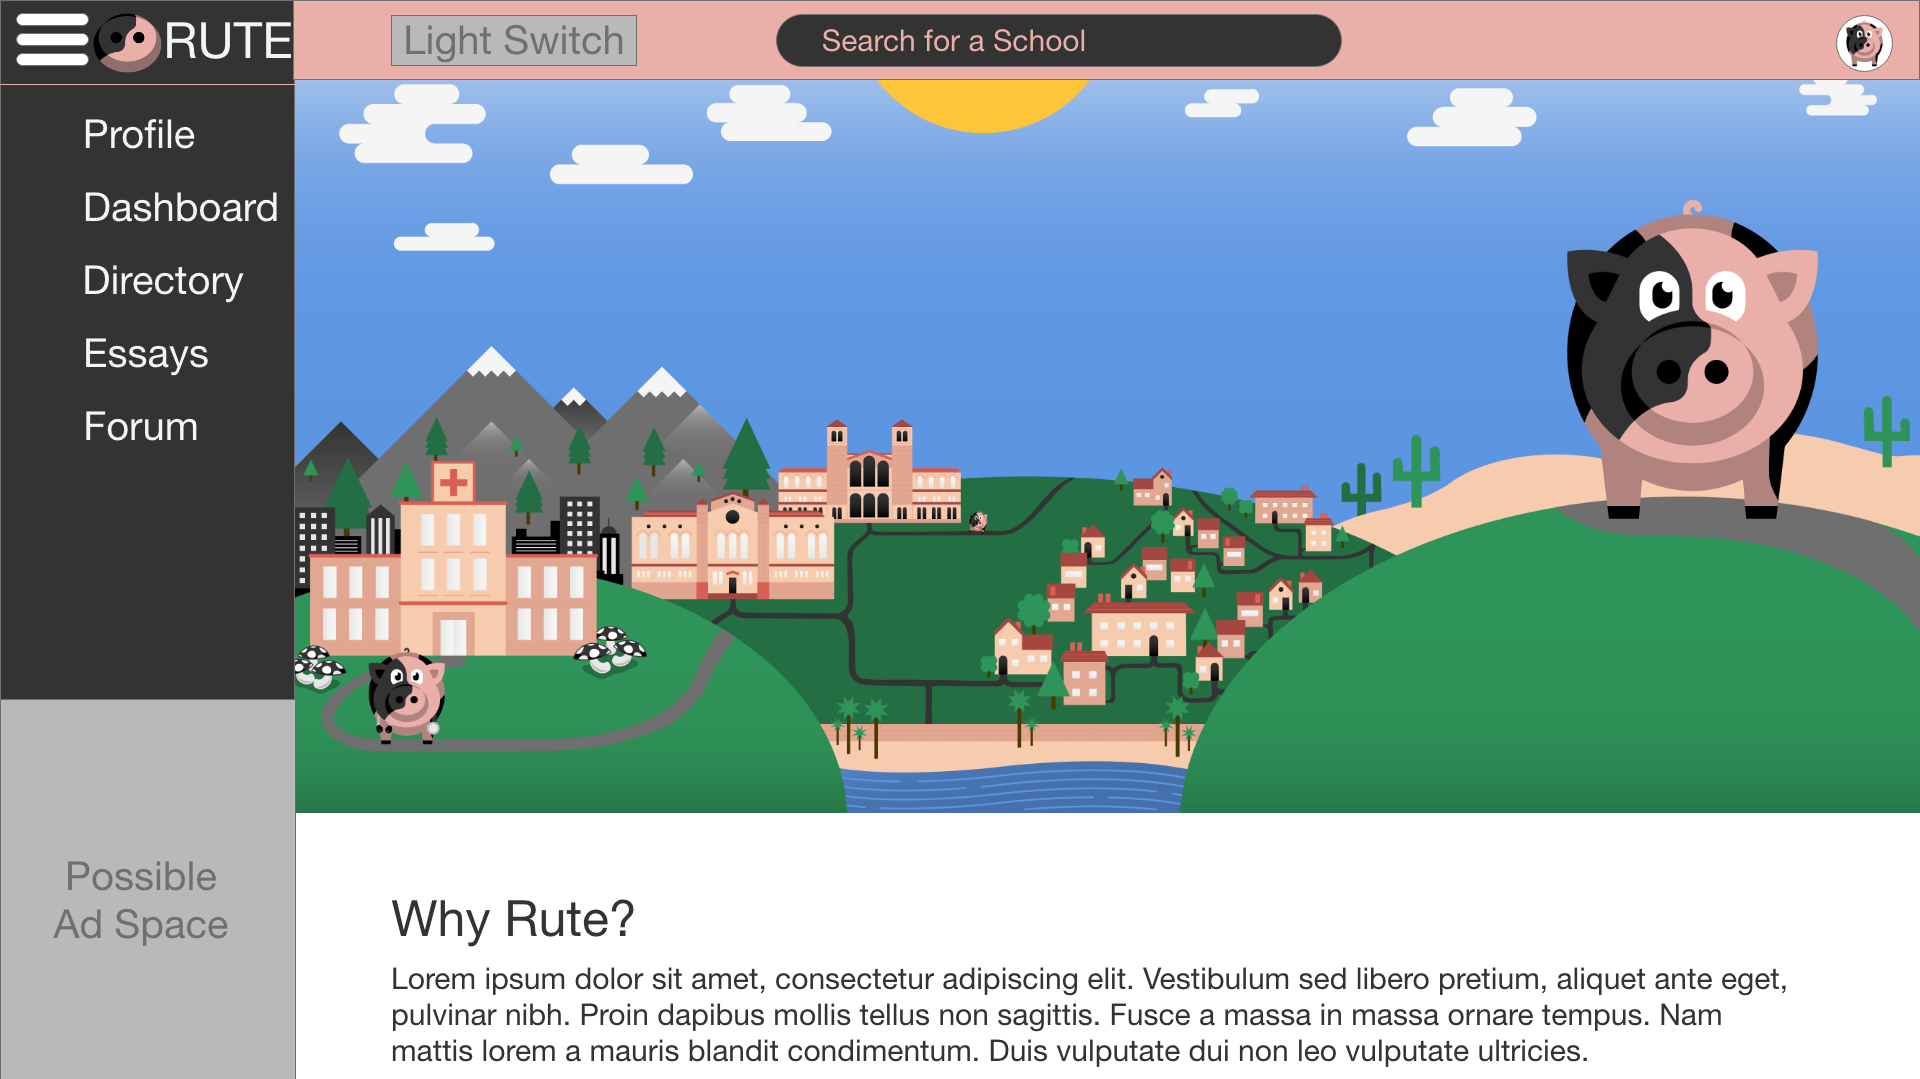 RUTE
Light Switch
Search for a School
Profile
Dashboard
Directory
Essays
Forum
Possible
Ad Space
Why Rute?
Lorem ipsum dolor sit amet, consectetur adipiscing elit. Vestibulum sed libero pretium, aliquet ante eget,
pulvinar nibh. Proin dapibus mollis tellus non sagittis. Fusce a massa in massa ornare tempus. Nam
mattis lorem a mauris blandit condimentum. Duis vulputate dui non leo vulputate ultricies.